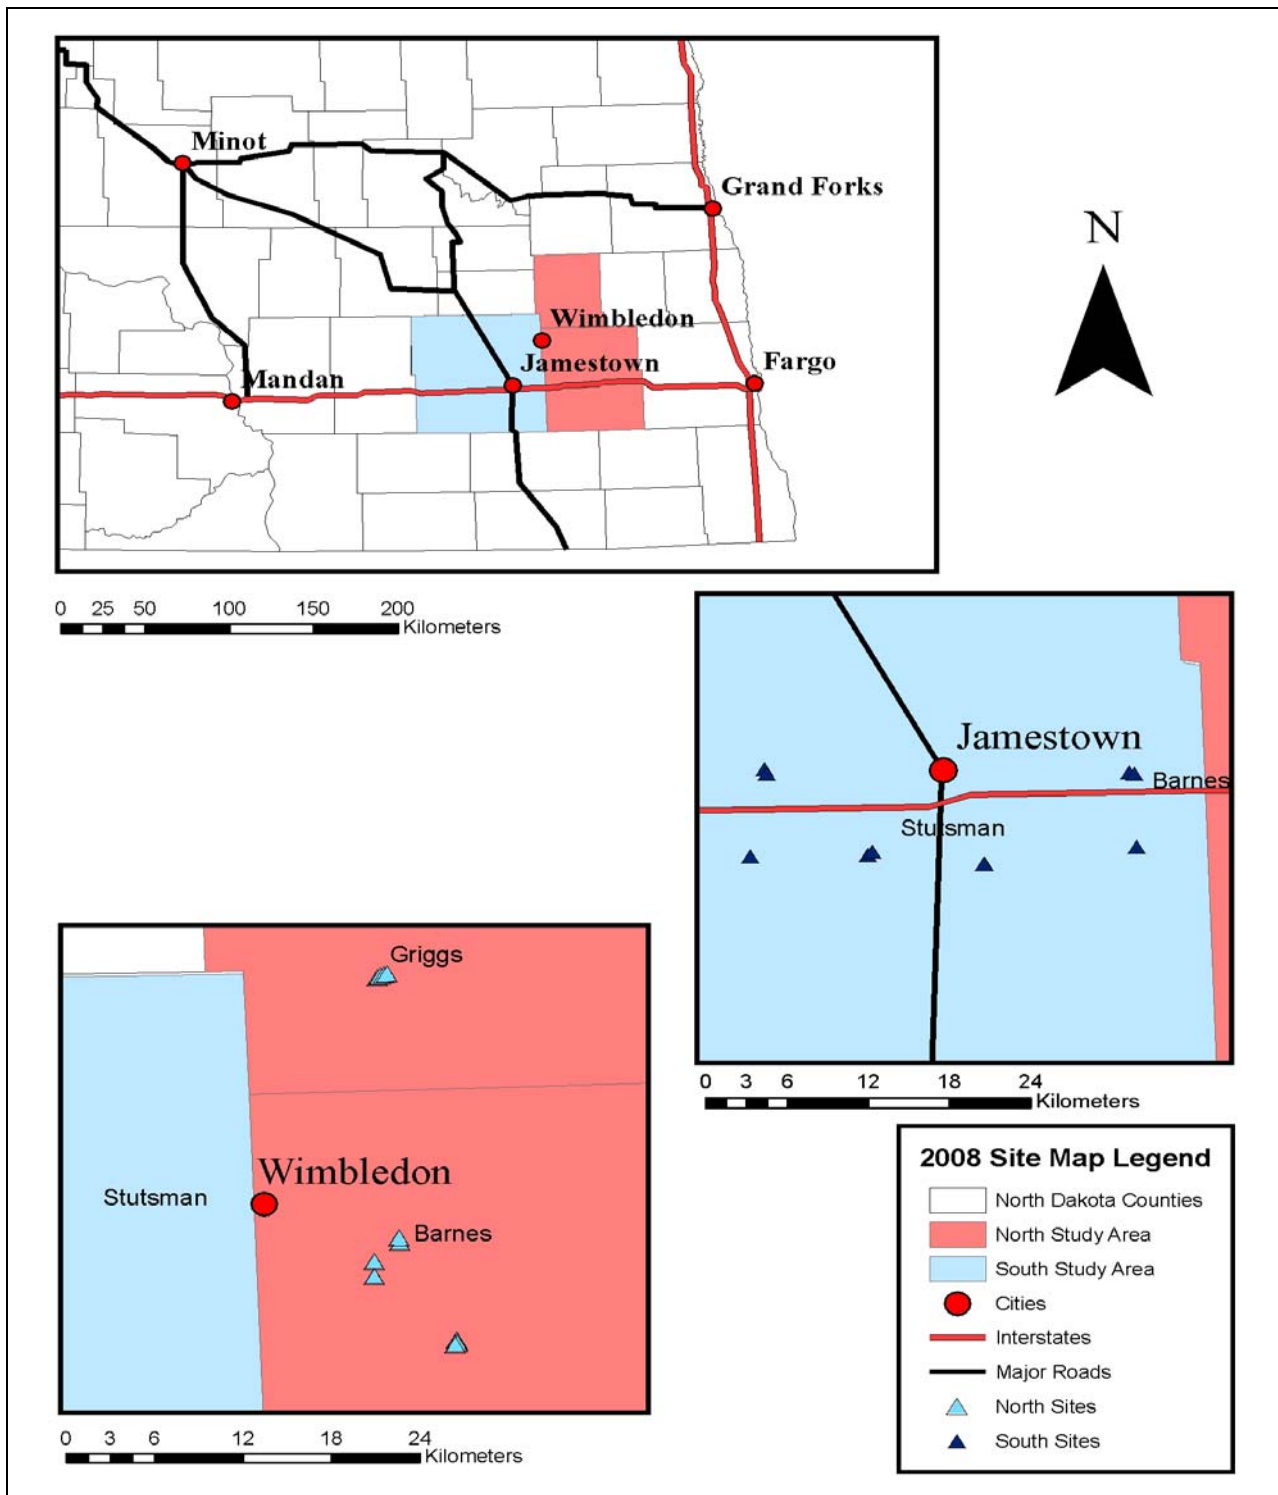 Minot
Grand Forks
N
Wimbledon
Jamestown
Fargo
Mandan
0 25 50 100 150 200
Kilometers
Jamestown
Barnes
Stutsman
0 3 6 12 18 24
Kilometers
Griggs
Wimbledon
Stutsman
Barnes
0 3 6 12 18 24
Kilometers
2008 Site Map Legend
North Dakota Counties
North Study Area
South Study Area
Cities
Interstates
Major Roads
North Sites
South Sites